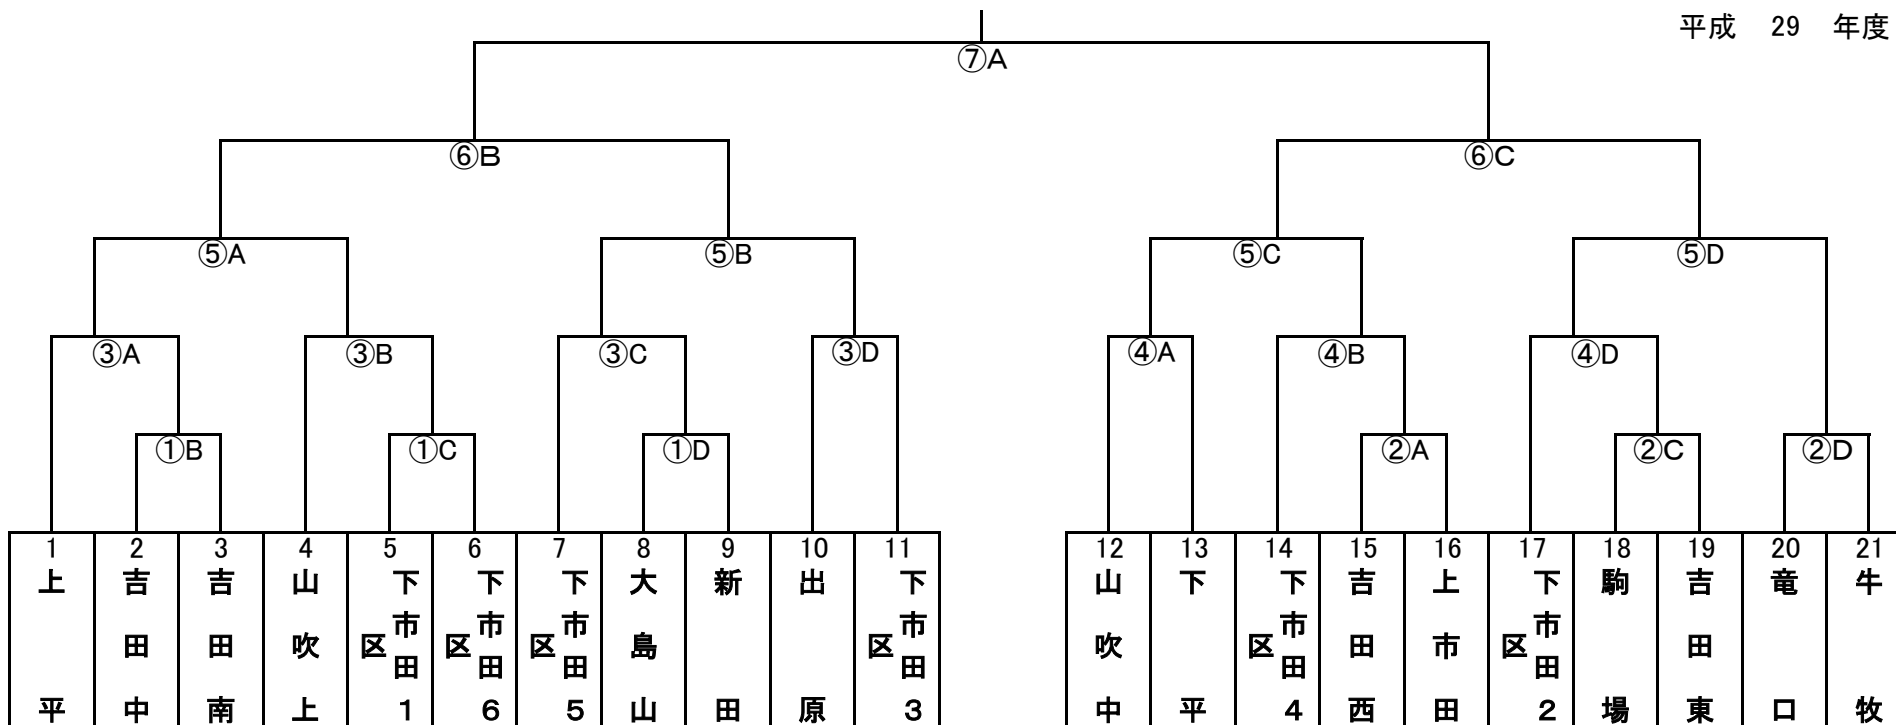 平成 29 年度
⑦A
⑥B ⑥C
⑤A ⑤B ⑤C ⑤D
③A ③B ③C ③D ④A ④B ④D
①B ①C ①D ②A ②C ②D
1 2 3 4 5 6 7 8 9 10 11 12 13 14 15 16 17 18 19 20 21
上平
吉田中
吉田南
山吹上
下市田1区
下市田6区
下市田5区
大島山
新田
出原
下市田3区
山吹中
下平
下市田4区
吉田西
上市田
下市田2区
駒場
吉田東
竜口
牛牧